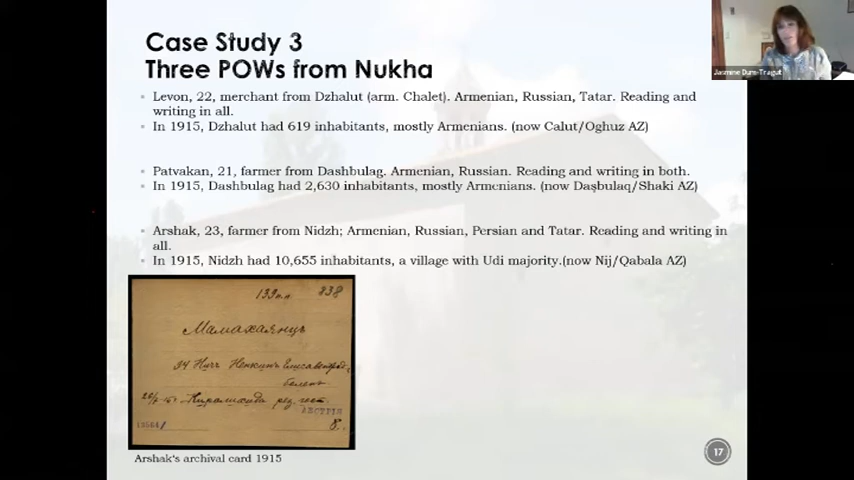 Case Study 3
Three POWs from Nukha
Jasmine Dum-Tragut
Levon, 22, merchant from Dzhalut (arm. Chalet). Armenian, Russian, Tatar. Reading and
writing in all.
In 1915, Dzhalut had 619 inhabitants, mostly Armenians. (now Calut/Oghuz AZ)
Patvakan, 21, farmer from Dashbulag. Armenian, Russian. Reading and writing in both.
In 1915, Dashbulag had 2,630 inhabitants, mostly Armenians. (now Daşbulaq/Shaki AZ)
Arshak, 23, farmer from Nidzh; Armenian, Russian, Persian and Tatar. Reading and writing in
all.
In 1915, Nidzh had 10,655 inhabitants, a village with Udi majority.(now Nij/Qabala AZ)
838
Мамахаянцъ
АВСТРІЯ
Arshak's archival card 1915
17